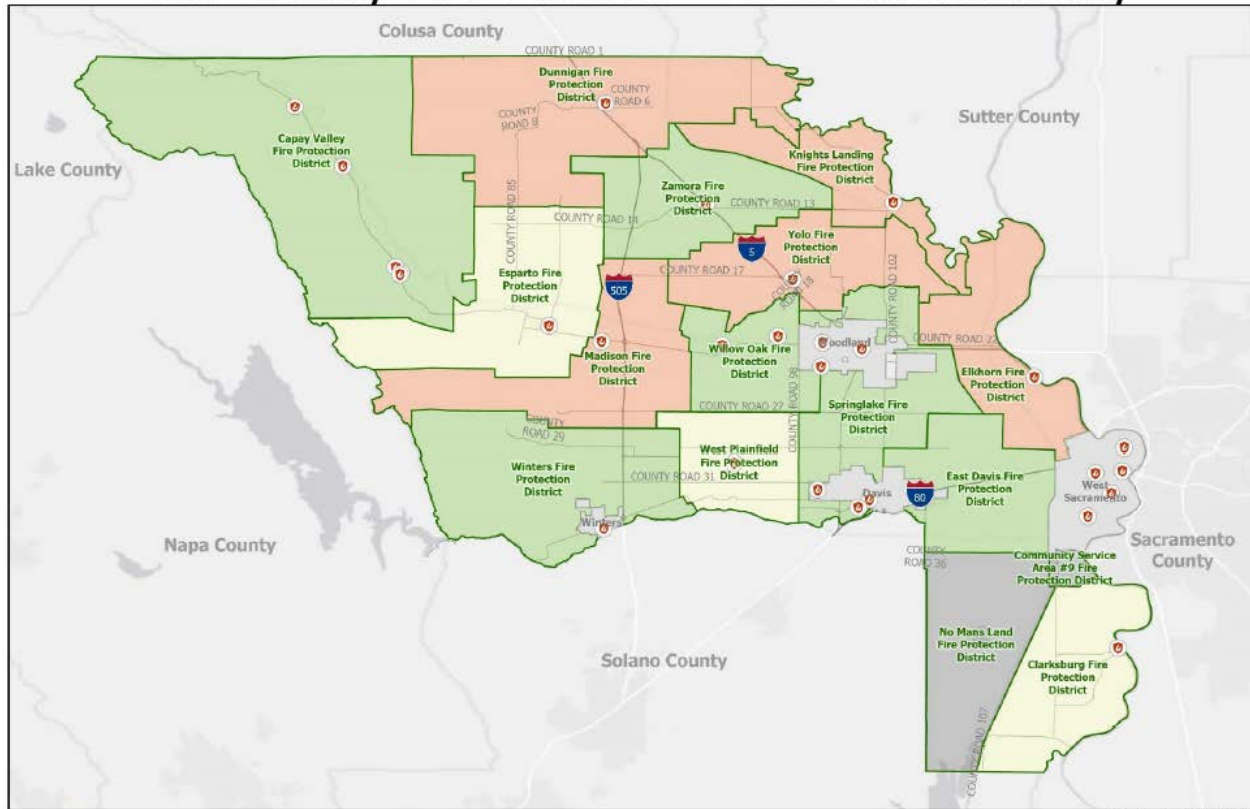 Colusa County
COUNTY ROAD 1
Dunnigan Fire
Protection
District
COUNTY
ROAD 6
COUNTY
ROAD 8
Sutter County
Capay Valley
Fire Protection
District
Knights Landing
Fire Protection
District
Lake County
Zamora Fire
Protection
District
COUNTY ROAD 85
COUNTY ROAD 13
COUNTY ROAD 14
Yolo Fire
Protection
District
5
COUNTY ROAD 102
Esparto Fire
Protection
District
COUNTY ROAD 17
COUNTY
ROAD 18
505
Woodland
COUNTY ROAD 22
Willow Oak Fire
Protection
District
Madison Fire
Protection
District
COUNTY ROAD 98
Elkhorn Fire
Protection
District
Springlake Fire
Protection
District
COUNTY ROAD 27
COUNTY
ROAD 29
West Plainfield
West Plainfield
Fire Protection
District
Winters Fire
Protection
District
COUNTY ROAD 31
East Davis Fire
Protection
District
Davis
80
West
Sacramento
Winters
Napa County
Sacramento
County
COUNTY
ROAD 36
Community Service
Area #9 Fire
Protection District
No Mans Land
Fire Protection
District
Solano County
Clarksburg Fire
Protection
District
COUNTY
ROAD 107